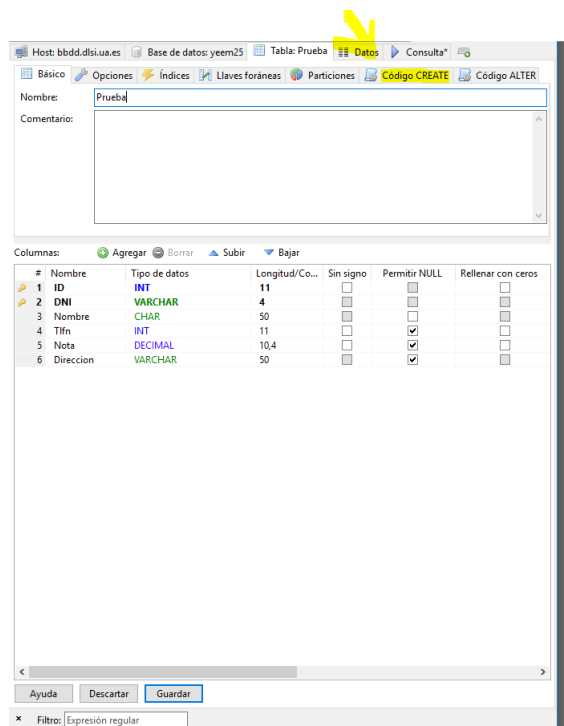 Host: bbdd.dlsi.ua.es Base de datos: yeem25 Tabla: Prueba Datos Consulta*
Básico Opciones Índices Llaves foráneas Particiones Código CREATE Código ALTER
Nombre: Prueba
Comentario:
Columnas: Agregar Borrar Subir Bajar
# Nombre Tipo de datos Longitud/Co... Sin signo Permitir NULL Rellenar con ceros
1 ID INT 11
2 DNI VARCHAR 4
3 Nombre CHAR 50
4 Tlfn INT 11
5 Nota DECIMAL 10,4
6 Direccion VARCHAR 50
Ayuda Descartar Guardar
× Filtro: Expresión regular